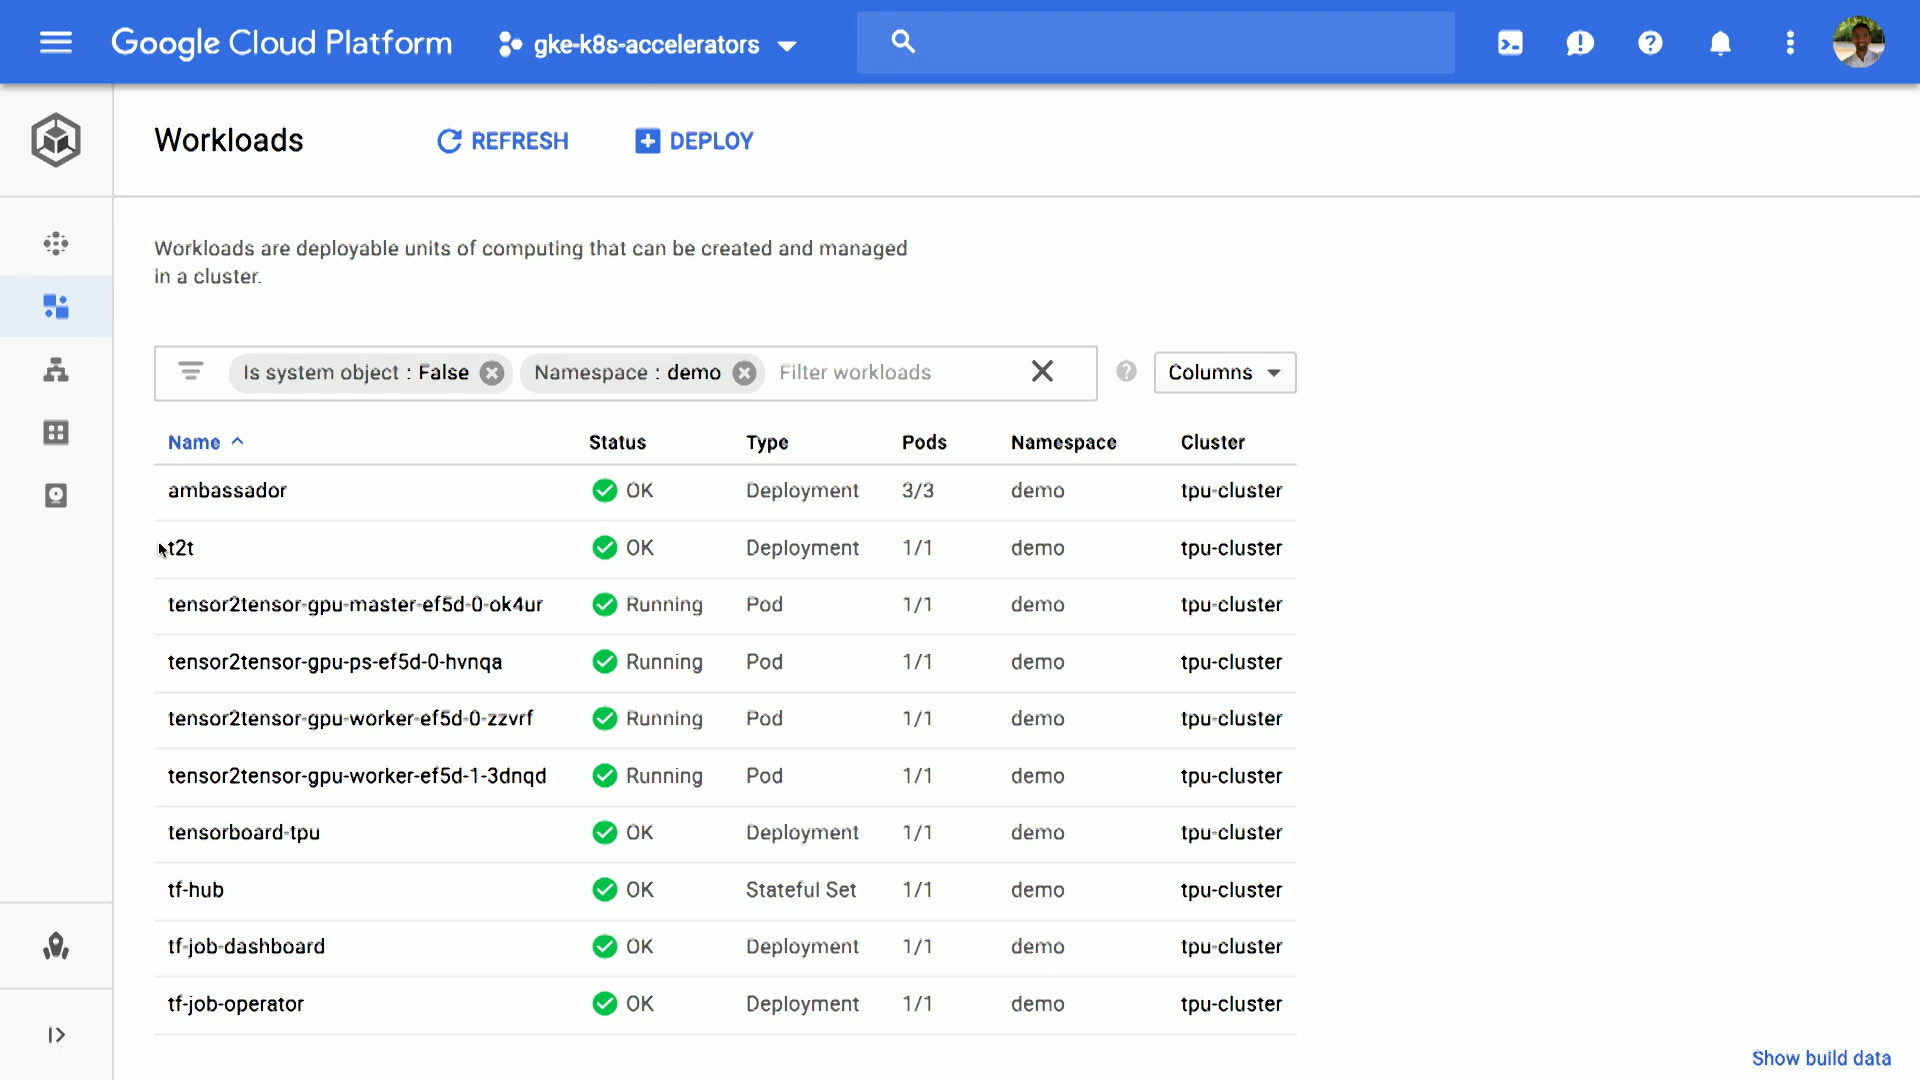 Google Cloud Platform gke-k8s-accelerators
Workloads REFRESH DEPLOY
Workloads are deployable units of computing that can be created and managed
in a cluster.
Is system object : False Namespace : demo Filter workloads Columns
Name Status Type Pods Namespace Cluster
ambassador OK Deployment 3/3 demo tpu-cluster
t2t OK Deployment 1/1 demo tpu-cluster
tensor2tensor-gpu-master-ef5d-0-ok4ur Running Pod 1/1 demo tpu-cluster
tensor2tensor-gpu-ps-ef5d-0-hvnqa Running Pod 1/1 demo tpu-cluster
tensor2tensor-gpu-worker-ef5d-0-zzvrf Running Pod 1/1 demo tpu-cluster
tensor2tensor-gpu-worker-ef5d-1-3dnqd Running Pod 1/1 demo tpu-cluster
tensorboard-tpu OK Deployment 1/1 demo tpu-cluster
tf-hub OK Stateful Set 1/1 demo tpu-cluster
tf-job-dashboard OK Deployment 1/1 demo tpu-cluster
tf-job-operator OK Deployment 1/1 demo tpu-cluster
Show build data